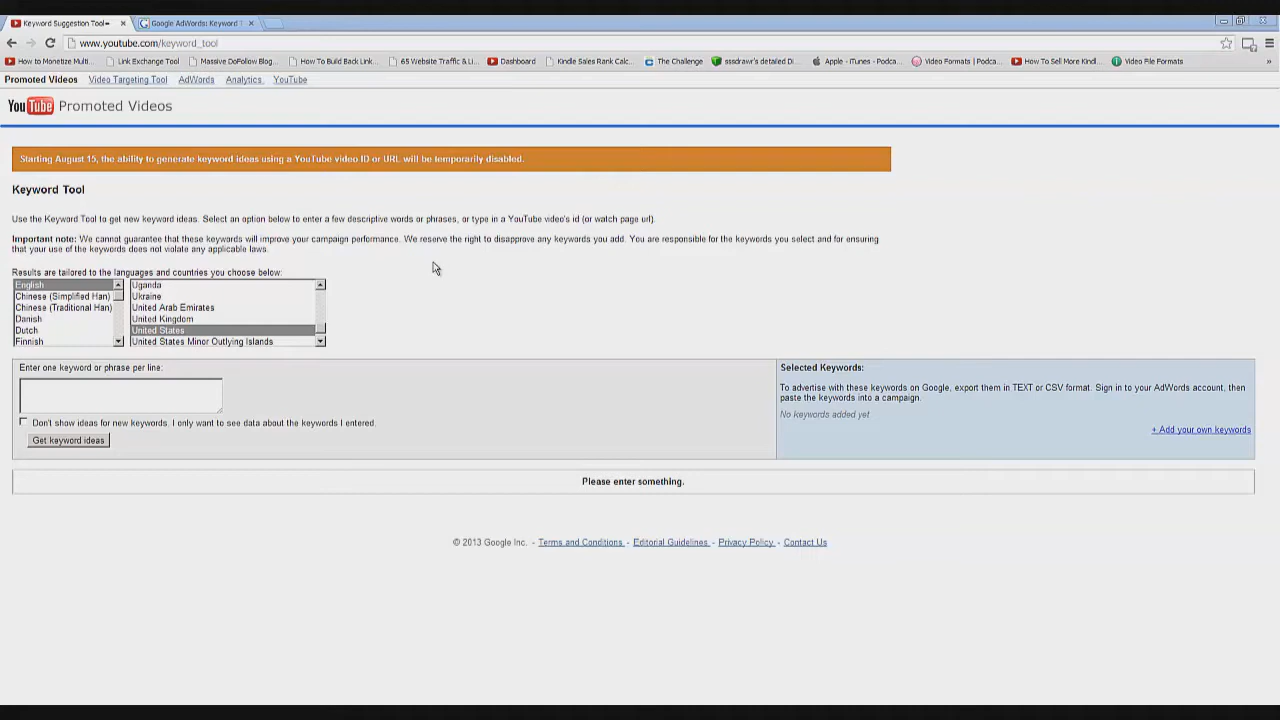 Keyword Suggestion Tool
Google AdWords: Keyword T
www.youtube.com/keyword_tool
How to Monetize Mult...
Link Exchange Tool
Massive DoFollow Blog...
How To Build Back Link...
65 Website Traffic & Li...
Dashboard
Kindle Sales Rank Calc...
The Challenge
sssdrawr's detailed Di...
Apple - iTunes - Podca...
Video Formats | Podca...
How To Sell More Kindl...
Video File Formats
»
Promoted Videos Video Targeting Tool AdWords Analytics YouTube
YouTube Promoted Videos
Starting August 15, the ability to generate keyword ideas using a YouTube video ID or URL will be temporarily disabled.
Keyword Tool
Use the Keyword Tool to get new keyword ideas. Select an option below to enter a few descriptive words or phrases, or type in a YouTube video's id (or watch page url).
Important note: We cannot guarantee that these keywords will improve your campaign performance. We reserve the right to disapprove any keywords you add. You are responsible for the keywords you select and for ensuring
that your use of the keywords does not violate any applicable laws.
Results are tailored to the languages and countries you choose below:
English
Chinese (Simplified Han)
Chinese (Traditional Han)
Danish
Dutch
Finnish
Uganda
Ukraine
United Arab Emirates
United Kingdom
United States
United States Minor Outlying Islands
Enter one keyword or phrase per line:
Don't show ideas for new keywords. I only want to see data about the keywords I entered.
Get keyword ideas
Selected Keywords:
To advertise with these keywords on Google, export them in TEXT or CSV format. Sign in to your AdWords account, then
paste the keywords into a campaign.
No keywords added yet
+ Add your own keywords
Please enter something.
© 2013 Google Inc. - Terms and Conditions - Editorial Guidelines - Privacy Policy - Contact Us